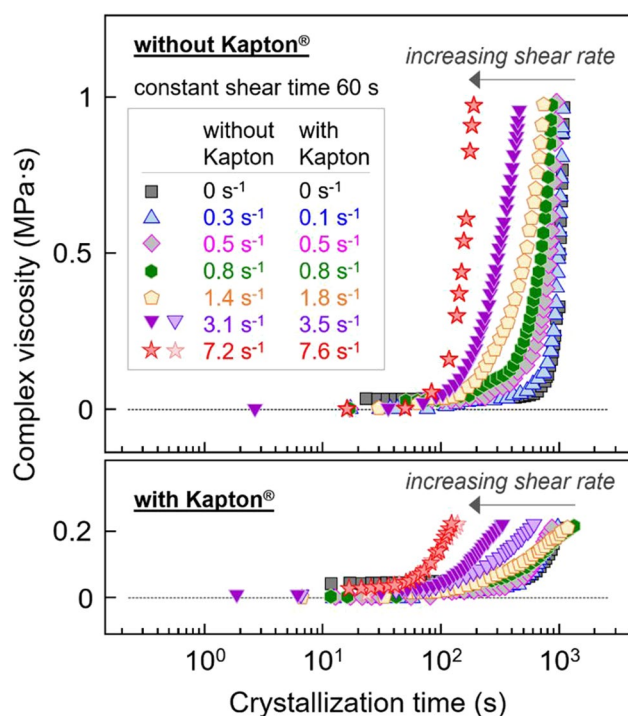 without Kapton®
increasing shear rate
constant shear time 60 s
without Kapton with Kapton
0 s⁻¹ 0 s⁻¹
0.3 s⁻¹ 0.1 s⁻¹
0.5 s⁻¹ 0.5 s⁻¹
0.8 s⁻¹ 0.8 s⁻¹
1.4 s⁻¹ 1.8 s⁻¹
3.1 s⁻¹ 3.5 s⁻¹
7.2 s⁻¹ 7.6 s⁻¹
1
0.5
0
Complex viscosity (MPa·s)
with Kapton®
increasing shear rate
0.2
0
10⁰ 10¹ 10² 10³
Crystallization time (s)